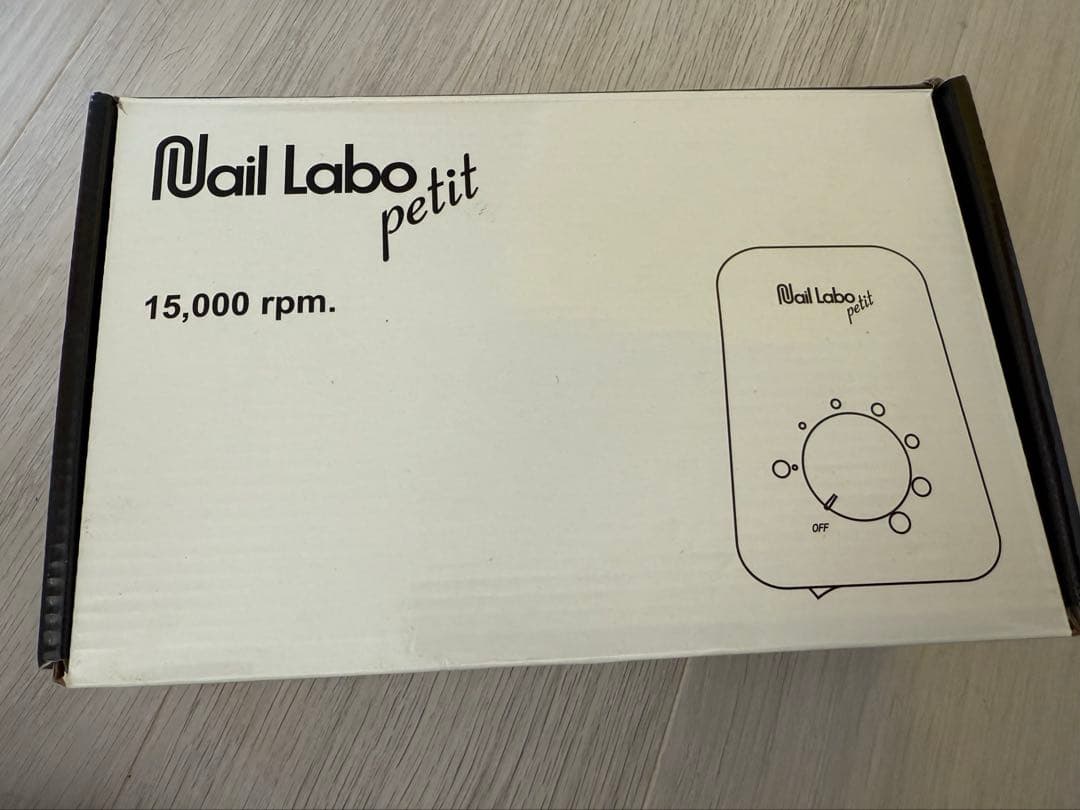 Nail Labo petit
15,000 rpm.
Nail Labo petit
OFF